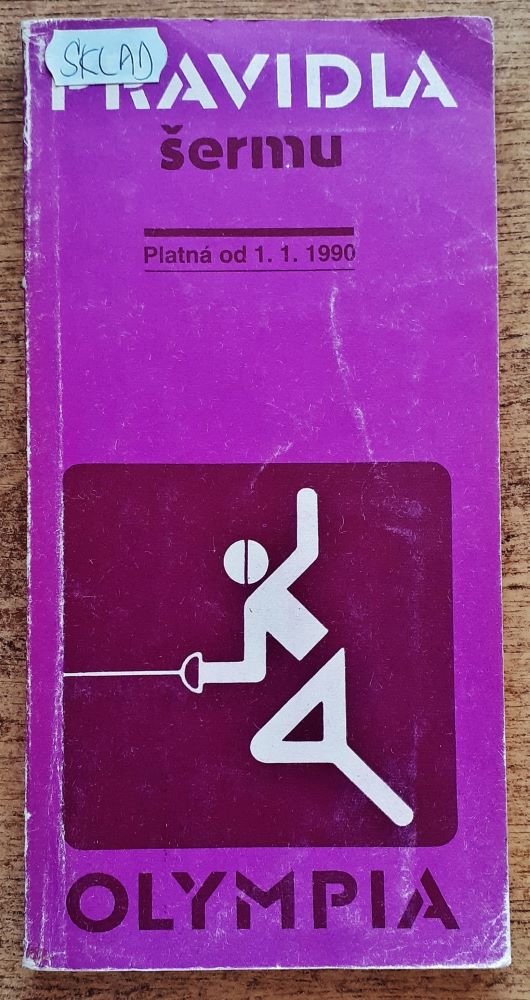 SKLAD
PRAVIDLA
šermu
Platná od 1. 1. 1990
OLYMPIA